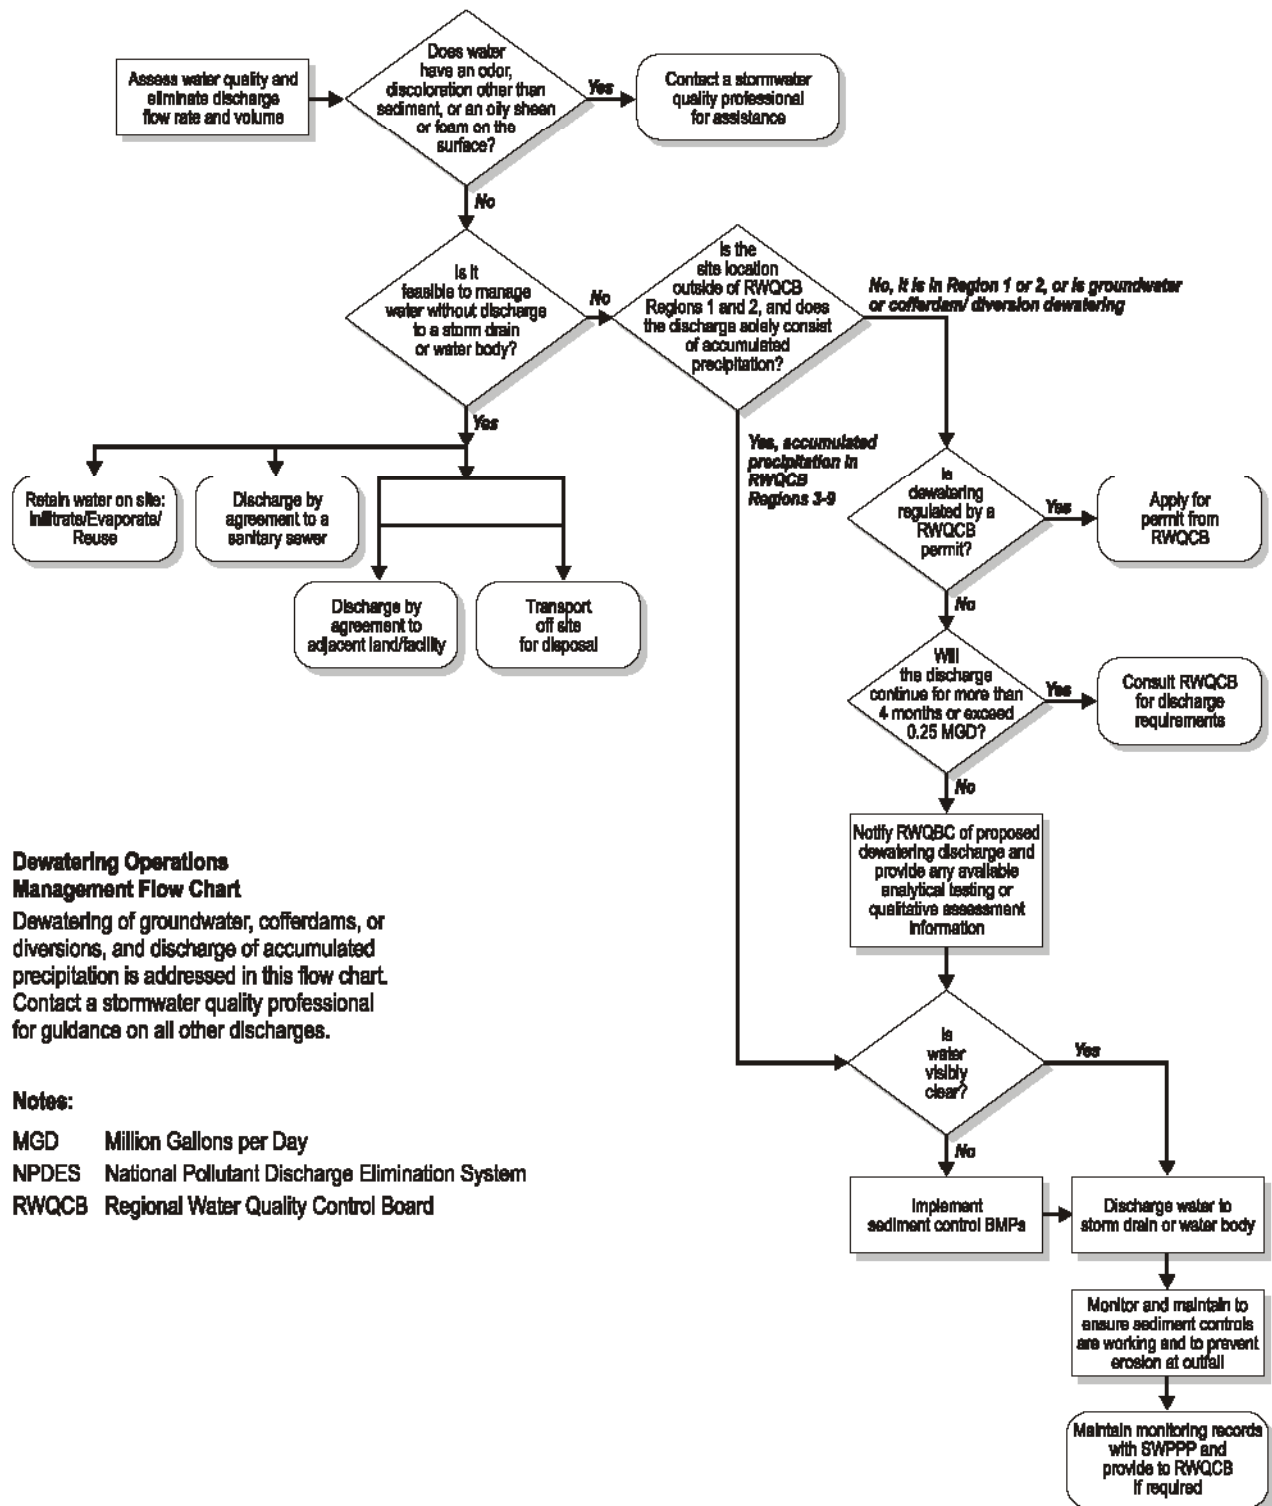 Assess water quality and
eliminate discharge
flow rate and volume
Does water
have an odor,
discoloration other than
sediment, or an oily sheen
or foam on the
surface?
Yes
Contact a stormwater
quality professional
for assistance
No
Is it
feasible to manage
water without discharge
to a storm drain
or water body?
No
Is the
site location
outside of RWQCB
Regions 1 and 2, and does
the discharge solely consist
of accumulated
precipitation?
No, it is in Region 1 or 2, or is groundwater
or cofferdam/ diversion dewatering
Yes
Yes, accumulated
precipitation in
RWQCB
Regions 3-9
Retain water on site:
Infiltrate/Evaporate/
Reuse
Discharge by
agreement to a
sanitary sewer
Discharge by
agreement to
adjacent land/facility
Transport
off site
for disposal
Is
dewatering
regulated by a
RWQCB
permit?
Yes
Apply for
permit from
RWQCB
No
Will
the discharge
continue for more than
4 months or exceed
0.25 MGD?
Yes
Consult RWQCB
for discharge
requirements
No
Notify RWQBC of proposed
dewatering discharge and
provide any available
analytical testing or
qualitative assessment
information
Is
water
visibly
clear?
Yes
No
Implement
sediment control BMPs
Discharge water to
storm drain or water body
Monitor and maintain to
ensure sediment controls
are working and to prevent
erosion at outfall
Maintain monitoring records
with SWPPP and
provide to RWQCB
if required
Dewatering Operations
Management Flow Chart
Dewatering of groundwater, cofferdams, or
diversions, and discharge of accumulated
precipitation is addressed in this flow chart.
Contact a stormwater quality professional
for guidance on all other discharges.
Notes:
MGD Million Gallons per Day
NPDES National Pollutant Discharge Elimination System
RWQCB Regional Water Quality Control Board